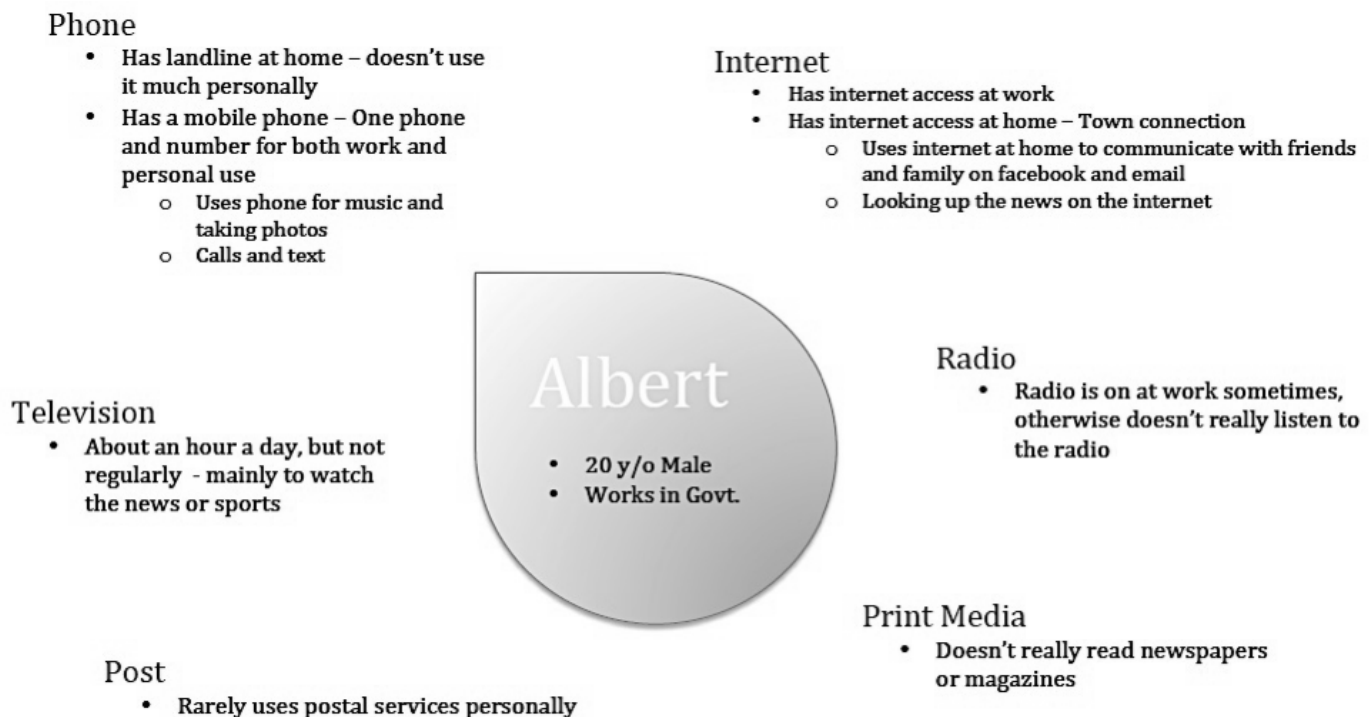 Phone
• Has landline at home – doesn't use
it much personally
• Has a mobile phone – One phone
and number for both work and
personal use
o Uses phone for music and
taking photos
o Calls and text
Internet
• Has internet access at work
• Has internet access at home – Town connection
o Uses internet at home to communicate with friends
and family on facebook and email
o Looking up the news on the internet
Albert
• 20 y/o Male
• Works in Govt.
Radio
• Radio is on at work sometimes,
otherwise doesn't really listen to
the radio
Television
• About an hour a day, but not
regularly - mainly to watch
the news or sports
Print Media
• Doesn't really read newspapers
or magazines
Post
• Rarely uses postal services personally